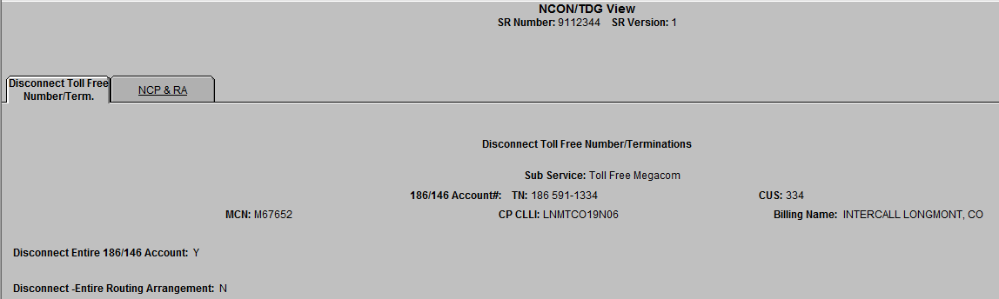 NCON/TDG View
SR Number: 9112344 SR Version: 1
Disconnect Toll Free
Number/Term.
NCP & RA
Disconnect Toll Free Number/Terminations
Sub Service: Toll Free Megacom
186/146 Account#: TN: 186 591-1334 CUS: 334
MCN: M67652 CP CLLI: LNMTCO19N06 Billing Name: INTERCALL LONGMONT, CO
Disconnect Entire 186/146 Account: Y
Disconnect -Entire Routing Arrangement: N